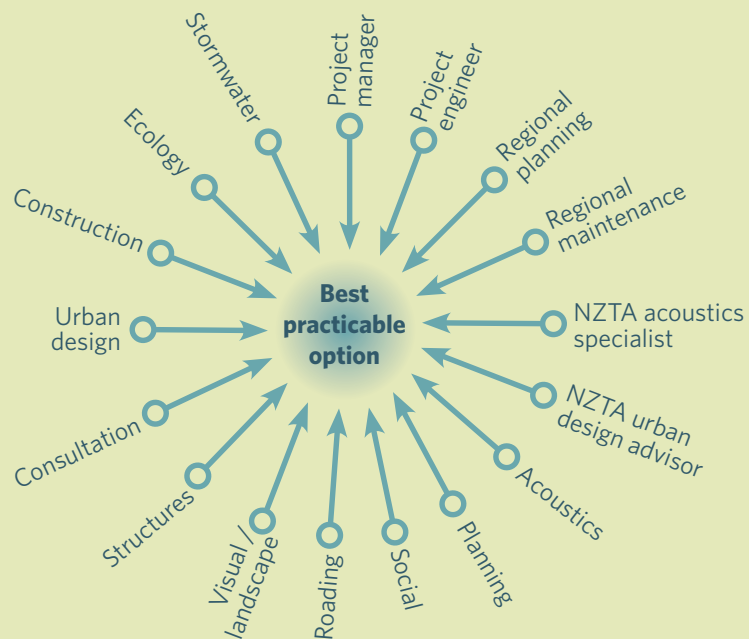 Best
practicable
option
Project
manager
Project
engineer
Regional
planning
Regional
maintenance
NZTA acoustics
specialist
NZTA urban
design advisor
Acoustics
Planning
Social
Roading
Visual /
landscape
Structures
Consultation
Urban
design
Construction
Ecology
Stormwater